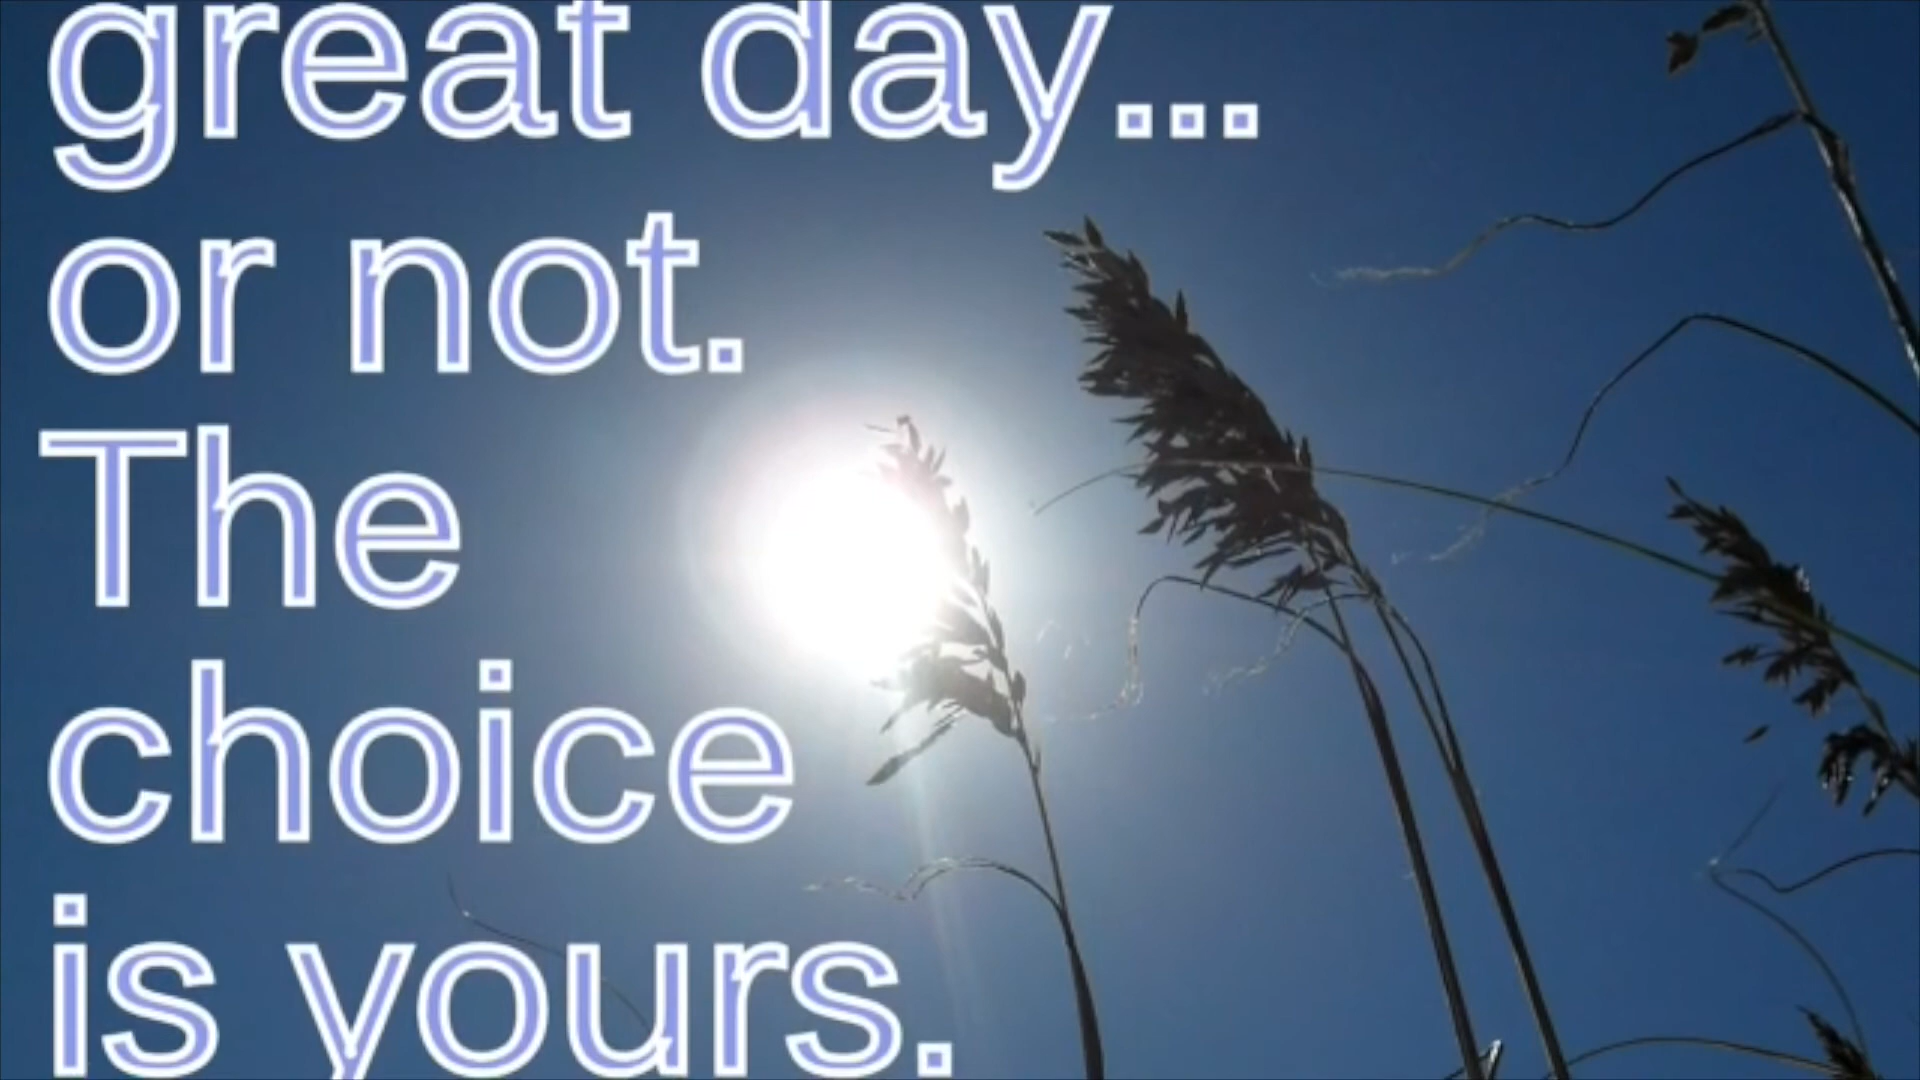 great day...
or not.
The
choice
is yours.